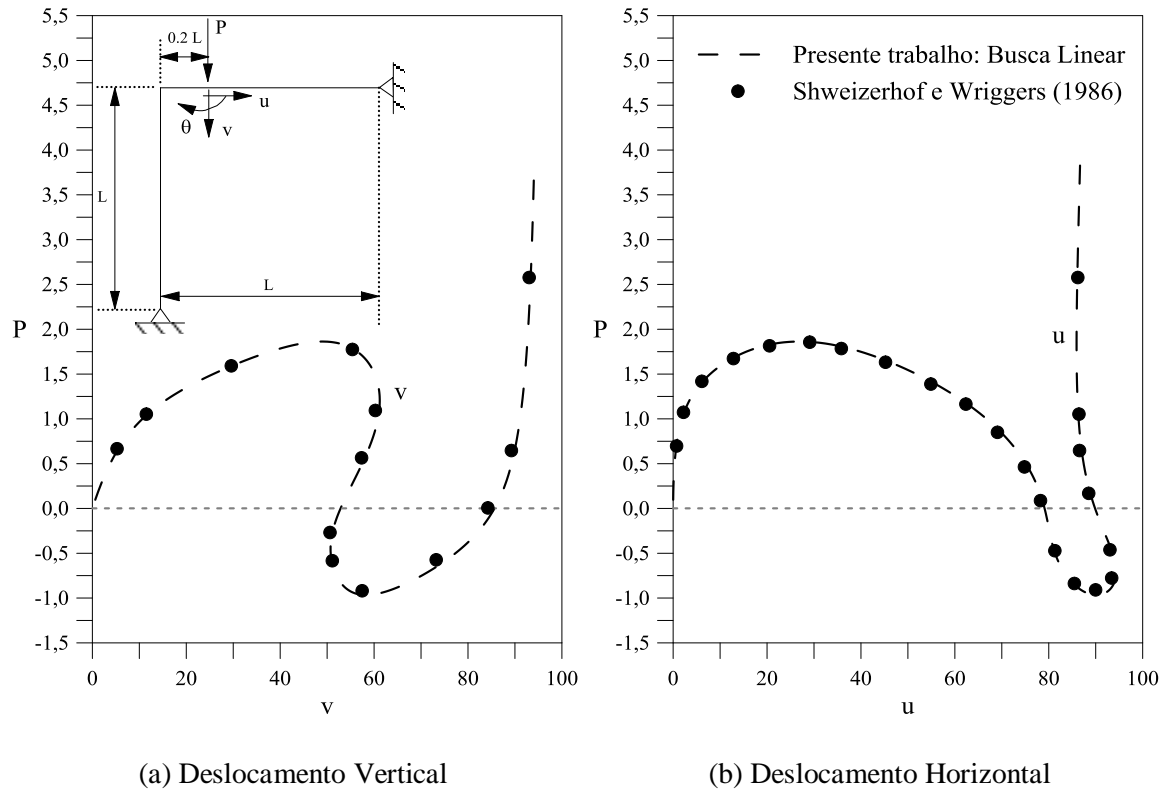 5,5
5,0
4,5
4,0
3,5
3,0
2,5
2,0
1,5
1,0
0,5
0,0
-0,5
-1,0
-1,5
P
0 20 40 60 80 100
v
0.2 L
P
u
θ
v
L
L
v
(a) Deslocamento Vertical
5,5
5,0
4,5
4,0
3,5
3,0
2,5
2,0
1,5
1,0
0,5
0,0
-0,5
-1,0
-1,5
P
0 20 40 60 80 100
u
Presente trabalho: Busca Linear
Shweizerhof e Wriggers (1986)
u
(b) Deslocamento Horizontal